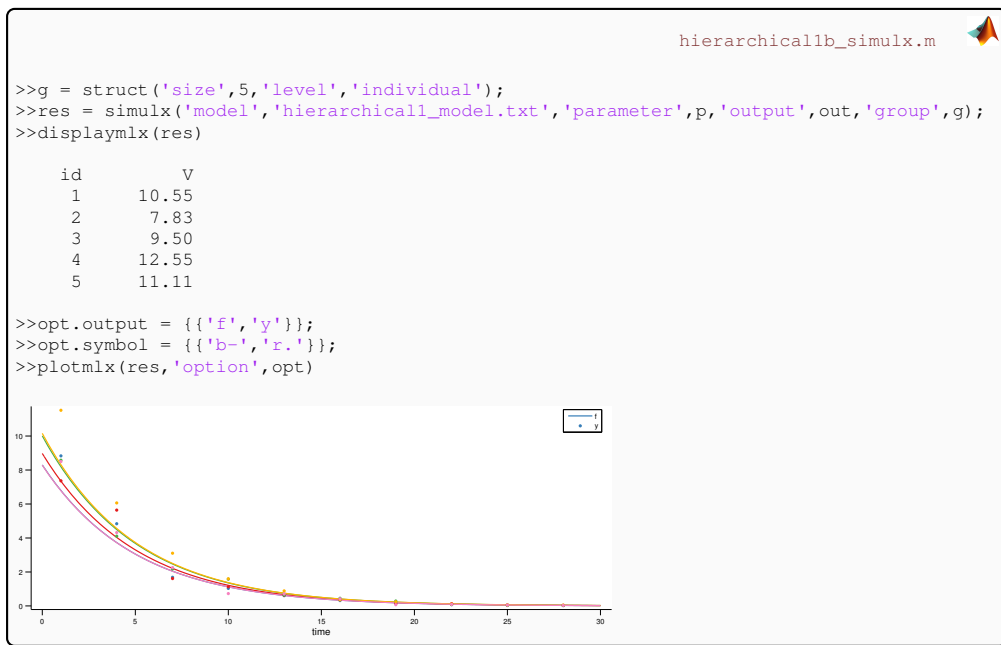 hierarchical1b_simulx.m
>>g = struct('size',5,'level','individual');
>>res = simulx('model','hierarchical1_model.txt','parameter',p,'output',out,'group',g);
>>displaymlx(res)
id V
1 10.55
2 7.83
3 9.50
4 12.55
5 11.11
>>opt.output = {{'f','y'}};
>>opt.symbol = {{'b-','r.'}};
>>plotmlx(res,'option',opt)
f
y
10
8
6
4
2
0
0 5 10 15 20 25 30
time